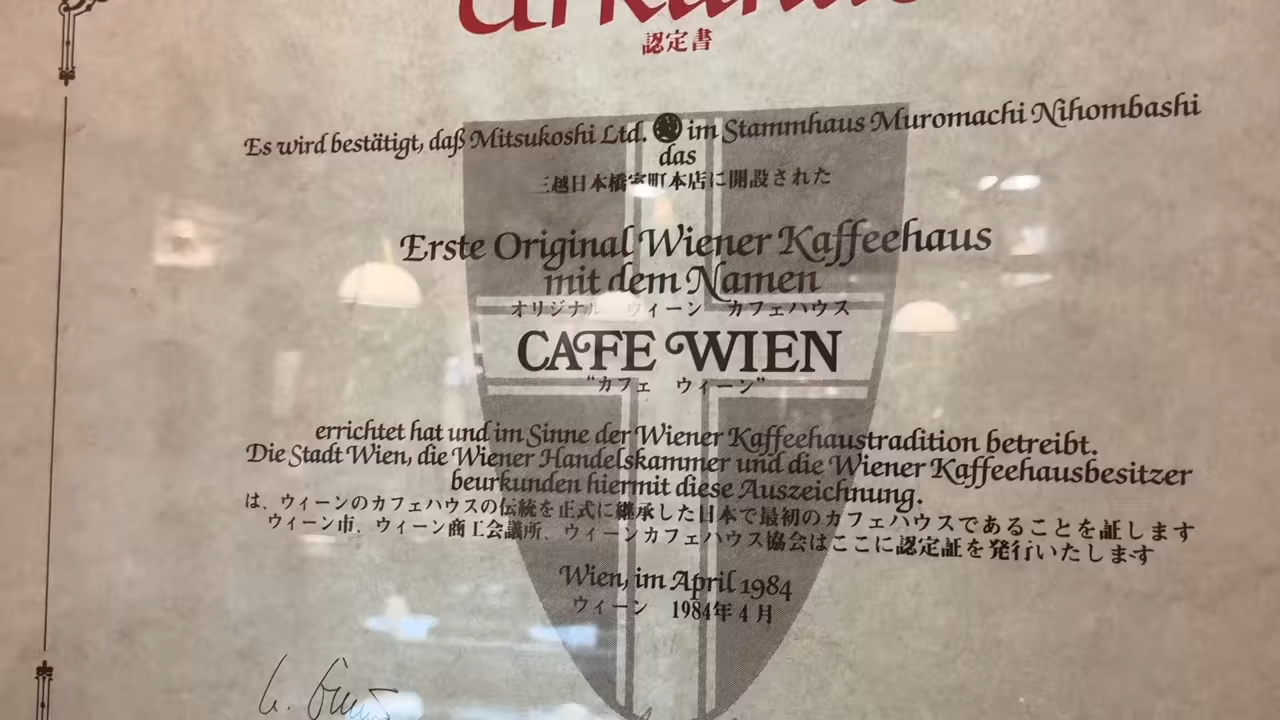 Urkunde
認定書
Es wird bestätigt, daß Mitsukoshi Ltd. im Stammhaus Muromachi Nihombashi
das
三越日本橋室町本店に開設された
Erste Original Wiener Kaffeehaus
mit dem Namen
オリジナル ウィーン カフェハウス
CAFE WIEN
“カフェ ウィーン”
errichtet hat und im Sinne der Wiener Kaffeehaustradition betreibt.
Die Stadt Wien, die Wiener Handelskammer und die Wiener Kaffeehausbesitzer
beurkunden hiermit diese Auszeichnung.
は、ウィーンのカフェハウスの伝統を正式に継承した日本で最初のカフェハウスであることを証します
ウィーン市、ウィーン商工会議所、ウィーンカフェハウス協会はここに認定証を発行いたします
Wien, im April 1984
ウィーン 1984年4月